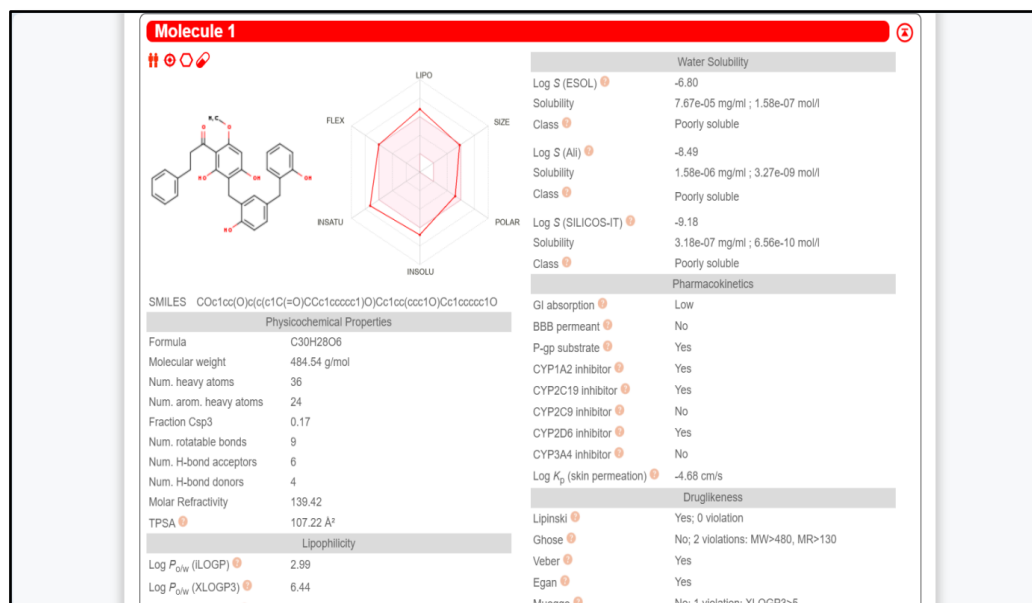 Molecule 1
LIPO
FLEX
SIZE
INSATU
POLAR
INSOLU
H₃C
O
O
HO
OH
OH
HO
SMILES COc1cc(O)c(c(c1C(=O)CCc1ccccc1)O)Cc1cc(ccc1O)Cc1ccccc1O
Physicochemical Properties
Formula C30H28O6
Molecular weight 484.54 g/mol
Num. heavy atoms 36
Num. arom. heavy atoms 24
Fraction Csp3 0.17
Num. rotatable bonds 9
Num. H-bond acceptors 6
Num. H-bond donors 4
Molar Refractivity 139.42
TPSA ? 107.22 Å²
Lipophilicity
Log Po/w (iLOGP) ? 2.99
Log Po/w (XLOGP3) ? 6.44
Water Solubility
Log S (ESOL) ? -6.80
Solubility 7.67e-05 mg/ml ; 1.58e-07 mol/l
Class ? Poorly soluble
Log S (Ali) ? -8.49
Solubility 1.58e-06 mg/ml ; 3.27e-09 mol/l
Class ? Poorly soluble
Log S (SILICOS-IT) ? -9.18
Solubility 3.18e-07 mg/ml ; 6.56e-10 mol/l
Class ? Poorly soluble
Pharmacokinetics
GI absorption ? Low
BBB permeant ? No
P-gp substrate ? Yes
CYP1A2 inhibitor ? Yes
CYP2C19 inhibitor ? Yes
CYP2C9 inhibitor ? No
CYP2D6 inhibitor ? Yes
CYP3A4 inhibitor ? No
Log Kp (skin permeation) ? -4.68 cm/s
Druglikeness
Lipinski ? Yes; 0 violation
Ghose ? No; 2 violations: MW>480, MR>130
Veber ? Yes
Egan ? Yes
Muegge ? No; 1 violation: XLOGP3>5